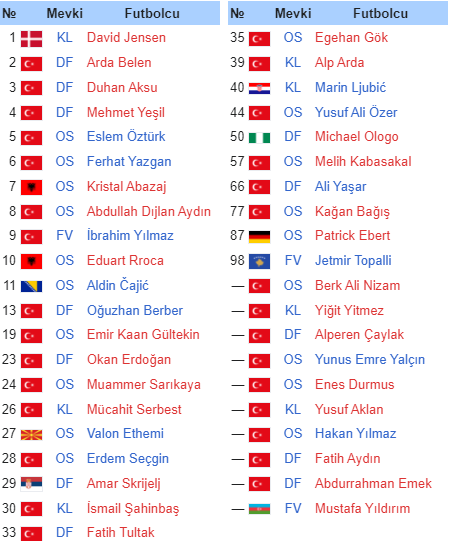 № Mevki Futbolcu
1 KL David Jensen
2 DF Arda Belen
3 DF Duhan Aksu
4 DF Mehmet Yeşil
5 OS Eslem Öztürk
6 OS Ferhat Yazgan
7 OS Kristal Abazaj
8 OS Abdullah Dıjlan Aydın
9 FV İbrahim Yılmaz
10 OS Eduart Rroca
11 OS Aldin Čajić
13 DF Oğuzhan Berber
19 OS Emir Kaan Gültekin
23 DF Okan Erdoğan
24 OS Muammer Sarıkaya
26 KL Mücahit Serbest
27 OS Valon Ethemi
28 OS Erdem Seçgin
29 DF Amar Skrijelj
30 KL İsmail Şahinbaş
33 DF Fatih Tultak
№ Mevki Futbolcu
35 OS Egehan Gök
39 KL Alp Arda
40 KL Marin Ljubić
44 OS Yusuf Ali Özer
50 DF Michael Ologo
57 OS Melih Kabasakal
66 DF Ali Yaşar
77 OS Kağan Bağış
87 OS Patrick Ebert
98 FV Jetmir Topalli
— OS Berk Ali Nizam
— KL Yiğit Yitmez
— DF Alperen Çaylak
— OS Yunus Emre Yalçın
— OS Enes Durmus
— KL Yusuf Aklan
— OS Hakan Yılmaz
— DF Fatih Aydın
— DF Abdurrahman Emek
— FV Mustafa Yıldırım